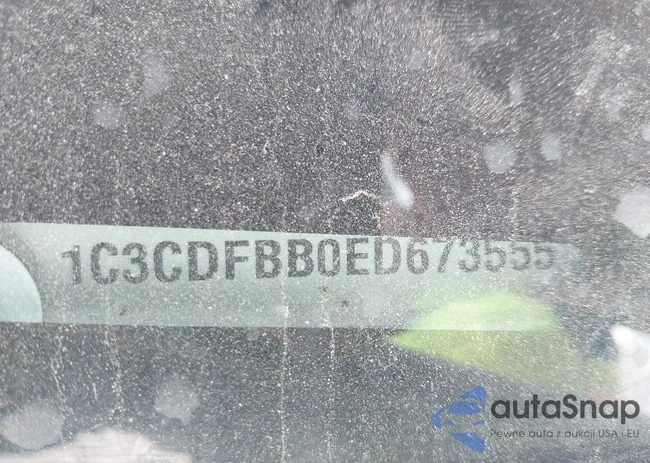 1C3CDFBB0ED673555
autaSnap
Pewne auta z aukcji USA i EU